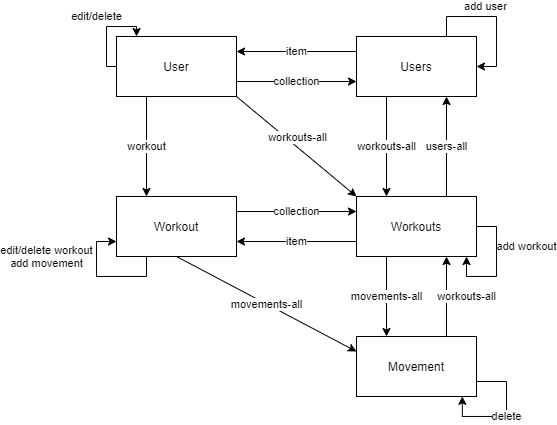 add user
edit/delete
item
User
Users
collection
workout
workouts-all
workouts-all
users-all
Workout
collection
Workouts
edit/delete workout
add movement
item
add workout
movements-all
movements-all
workouts-all
Movement
delete